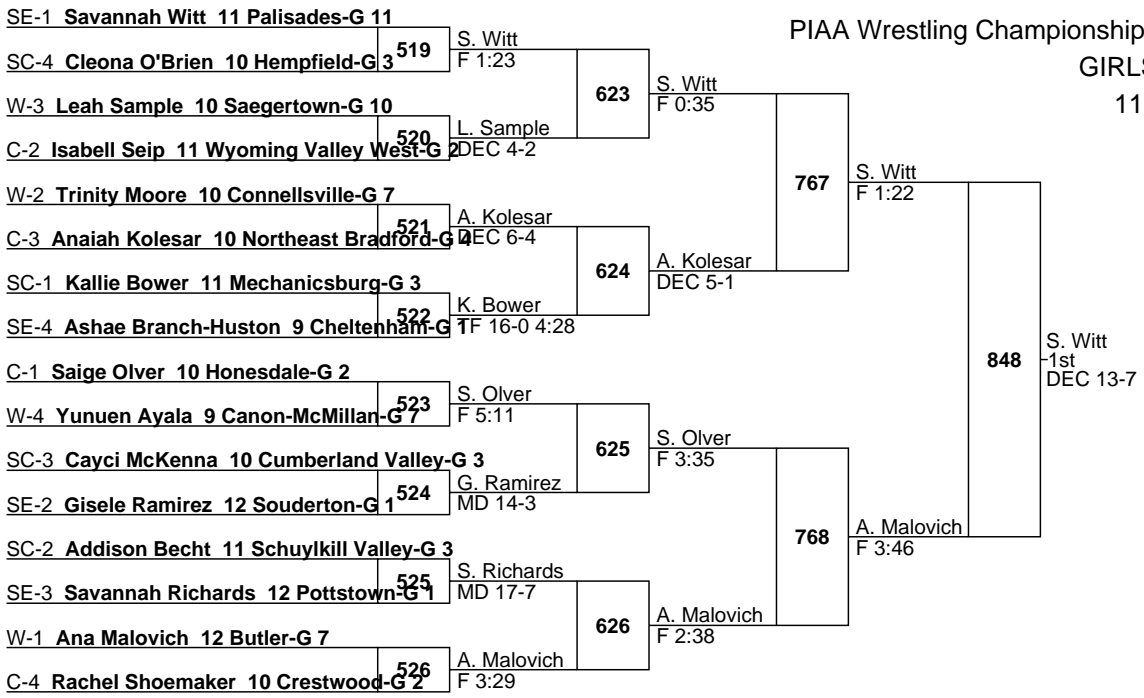 PIAA Wrestling Championship
GIRLS
11
SE-1 Savannah Witt 11 Palisades-G 11
SC-4 Cleona O'Brien 10 Hempfield-G 3
W-3 Leah Sample 10 Saegertown-G 10
C-2 Isabell Seip 11 Wyoming Valley West-G 2
W-2 Trinity Moore 10 Connellsville-G 7
C-3 Anaiah Kolesar 10 Northeast Bradford-G 4
SC-1 Kallie Bower 11 Mechanicsburg-G 3
SE-4 Ashae Branch-Huston 9 Cheltenham-G 1
C-1 Saige Olver 10 Honesdale-G 2
W-4 Yunuen Ayala 9 Canon-McMillan-G 7
SC-3 Cayci McKenna 10 Cumberland Valley-G 3
SE-2 Gisele Ramirez 12 Souderton-G 1
SC-2 Addison Becht 11 Schuylkill Valley-G 3
SE-3 Savannah Richards 12 Pottstown-G 1
W-1 Ana Malovich 12 Butler-G 7
C-4 Rachel Shoemaker 10 Crestwood-G 2
519
520
521
522
523
524
525
526
S. Witt
F 1:23
L. Sample
DEC 4-2
A. Kolesar
DEC 6-4
K. Bower
TF 16-0 4:28
S. Olver
F 5:11
G. Ramirez
MD 14-3
S. Richards
MD 17-7
A. Malovich
F 3:29
623
624
625
626
S. Witt
F 0:35
A. Kolesar
DEC 5-1
S. Olver
F 3:35
A. Malovich
F 2:38
767
768
S. Witt
F 1:22
A. Malovich
F 3:46
848
S. Witt
1st
DEC 13-7